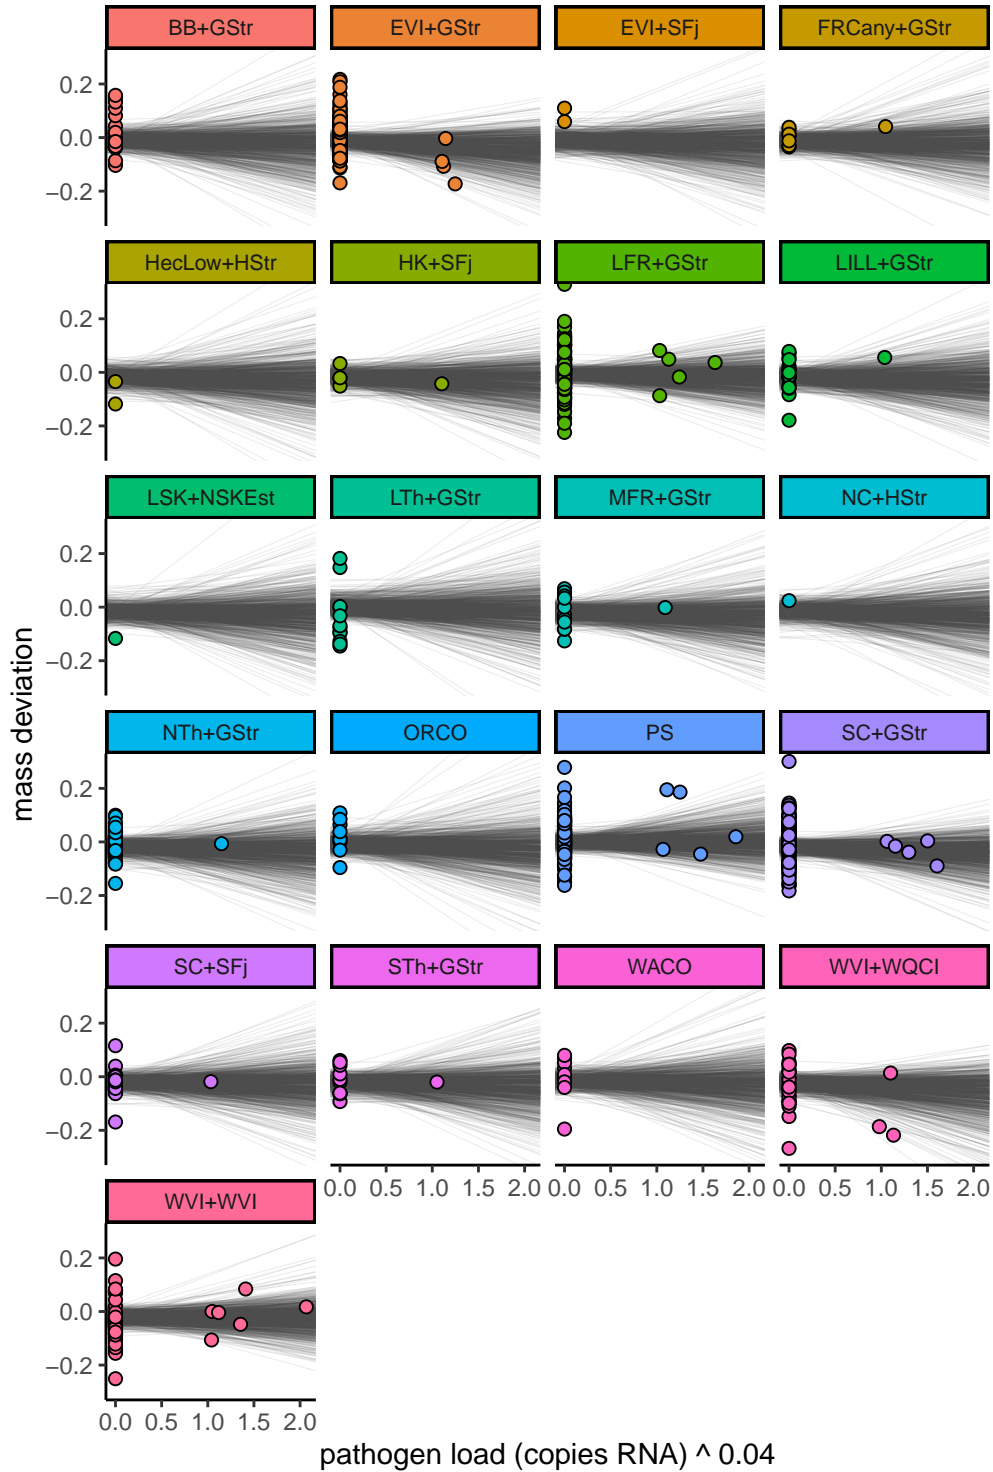 BB+GStr EVI+GStr EVI+SFj FRCany+GStr
0.2
0.0
−0.2
HecLow+HStr HK+SFj LFR+GStr LILL+GStr
0.2
0.0
−0.2
LSK+NSKEst LTh+GStr MFR+GStr NC+HStr
0.2
0.0
−0.2
mass deviation
NTh+GStr ORCO PS SC+GStr
0.2
0.0
−0.2
SC+SFj STh+GStr WACO WVI+WQCI
0.2
0.0
−0.2
0.0 0.5 1.0 1.5 2.0 0.0 0.5 1.0 1.5 2.0 0.0 0.5 1.0 1.5 2.0
WVI+WVI
0.2
0.0
−0.2
0.0 0.5 1.0 1.5 2.0
pathogen load (copies RNA) ^ 0.04